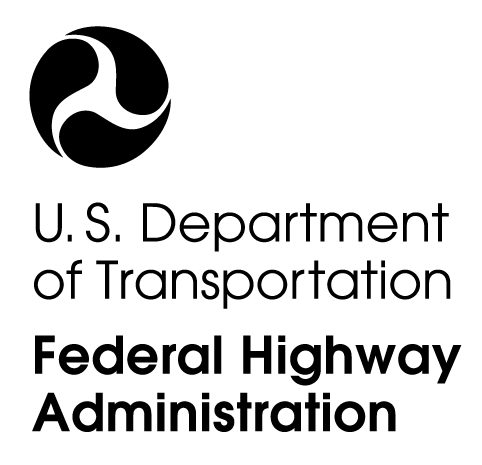 U. S. Department
of Transportation
Federal Highway
Administration